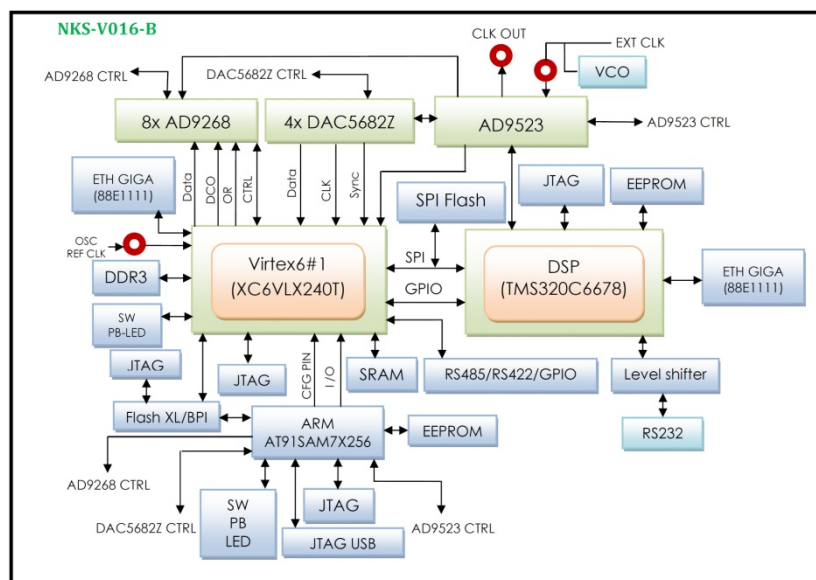 NKS-V016-B
CLK OUT
EXT CLK
VCO
AD9268 CTRL
DAC5682Z CTRL
8x AD9268
4x DAC5682Z
AD9523
AD9523 CTRL
ETH GIGA
(88E1111)
Data
DCO
OR
CTRL
Data
CLK
Sync
SPI Flash
JTAG
EEPROM
OSC
REF CLK
Virtex6#1
(XC6VLX240T)
SPI
GPIO
DSP
(TMS320C6678)
ETH GIGA
(88E1111)
DDR3
SW
PB-LED
JTAG
JTAG
CFG PIN
I/O
SRAM
RS485/RS422/GPIO
Level shifter
Flash XL/BPI
ARM
AT91SAM7X256
EEPROM
RS232
AD9268 CTRL
DAC5682Z CTRL
SW
PB
LED
JTAG
JTAG USB
AD9523 CTRL